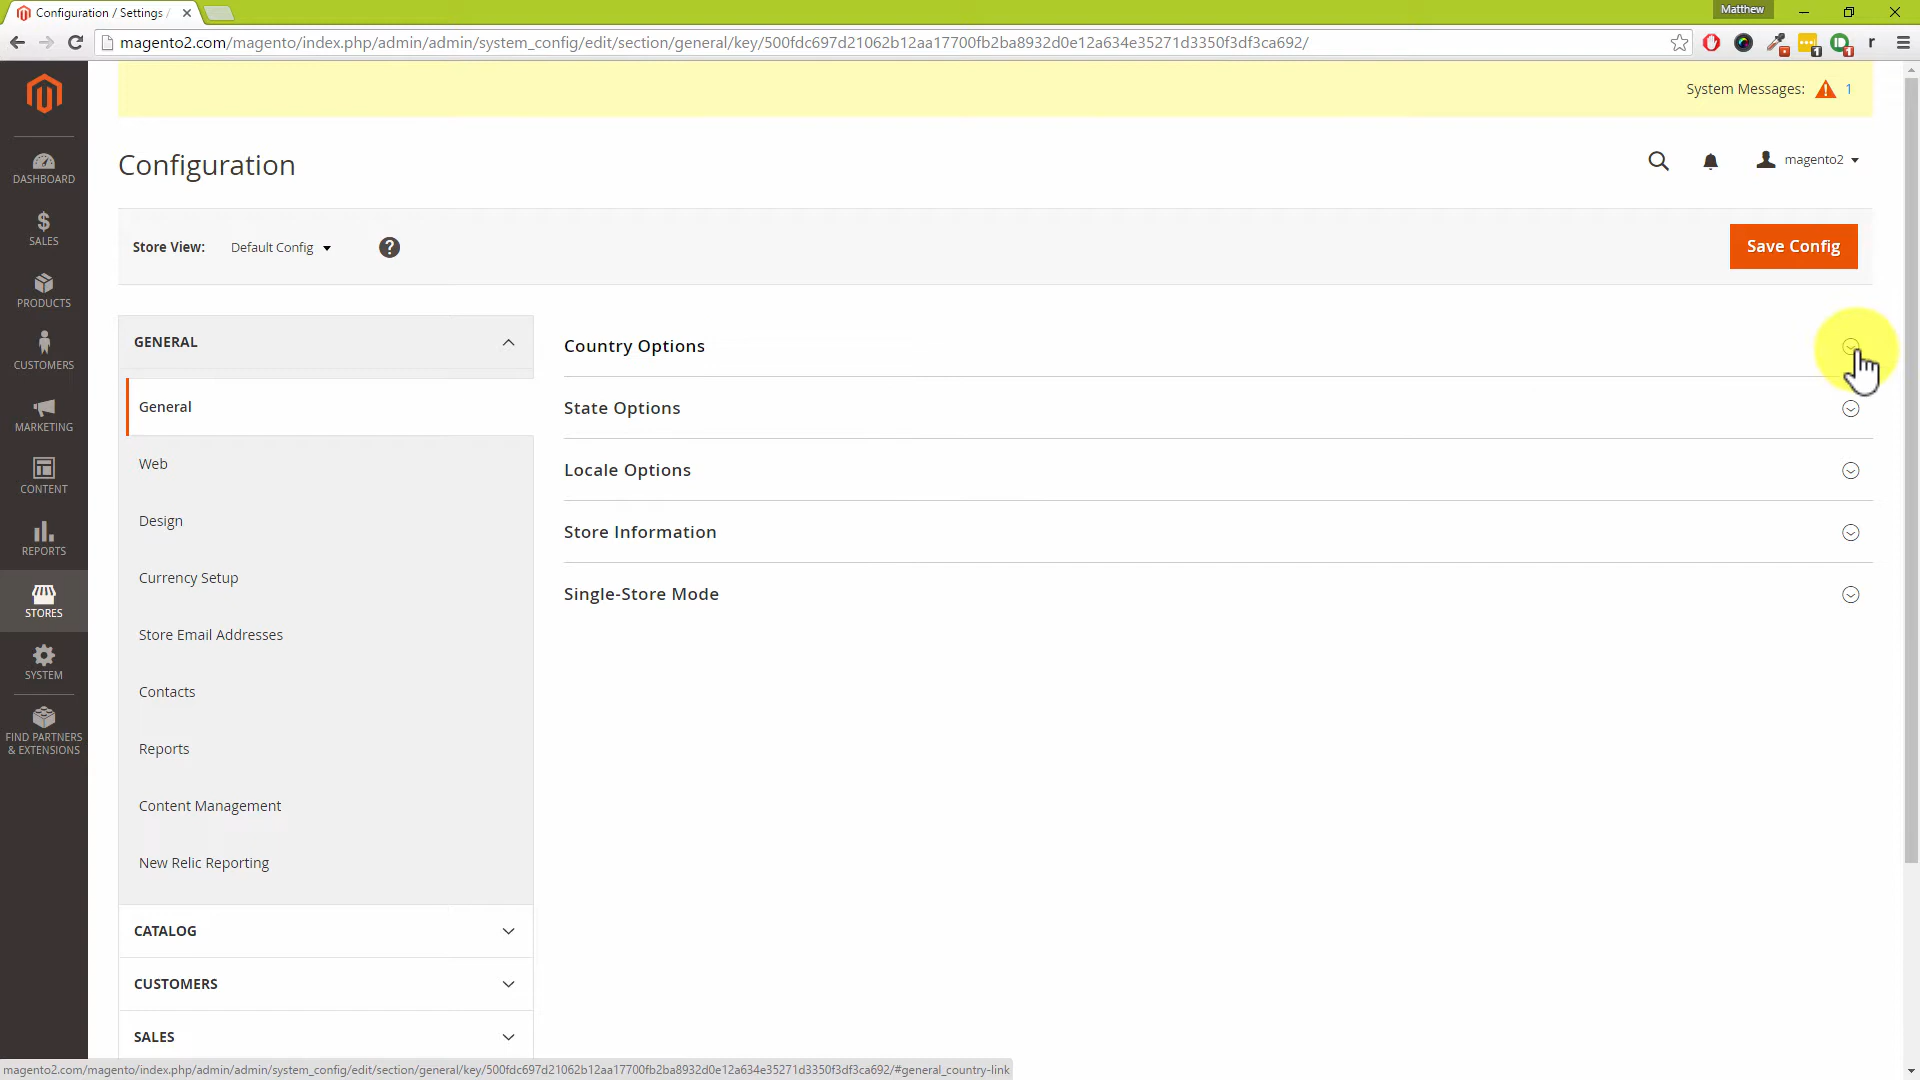 Configuration / Settings /
Matthew
magento2.com/magento/index.php/admin/admin/system_config/edit/section/general/key/500fdc697d21062b12aa17700fb2ba8932d0e12a634e35271d3350f3df3ca692/
1
1
1
r
System Messages: 1
Configuration
magento2
Store View: Default Config ?
Save Config
DASHBOARD
$
SALES
PRODUCTS
CUSTOMERS
MARKETING
CONTENT
REPORTS
STORES
SYSTEM
FIND PARTNERS
& EXTENSIONS
GENERAL
General
Web
Design
Currency Setup
Store Email Addresses
Contacts
Reports
Content Management
New Relic Reporting
CATALOG
CUSTOMERS
SALES
Country Options
State Options
Locale Options
Store Information
Single-Store Mode
magento2.com/magento/index.php/admin/admin/system_config/edit/section/general/key/500fdc697d21062b12aa17700fb2ba8932d0e12a634e35271d3350f3df3ca692/#general_country-link